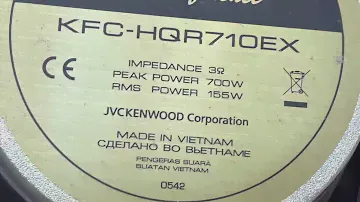 KFC-HQR710EX
IMPEDANCE 3Ω
PEAK POWER 700W
RMS POWER 155W
CE
JVCKENWOOD Corporation
MADE IN VIETNAM
СДЕЛАНО ВО ВЬЕТНАМЕ
PENGERAS SUARA
BUATAN VIETNAM
0542